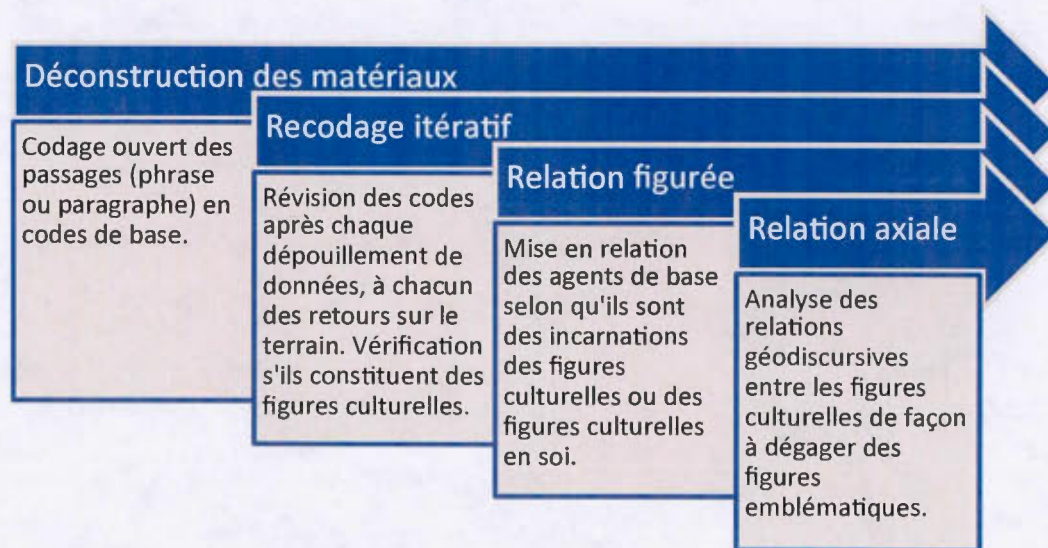 Déconstruction des matériaux
Codage ouvert des
passages (phrase
ou paragraphe) en
codes de base.
Recodage itératif
Révision des codes
après chaque
dépouillement de
données, à chacun
des retours sur le
terrain. Vérification
s'ils constituent des
figures culturelles.
Relation figurée
Mise en relation
des agents de base
selon qu'ils sont
des incarnations
des figures
culturelles ou des
figures culturelles
en soi.
Relation axiale
Analyse des
relations
géodiscursives
entre les figures
culturelles de façon
à dégager des
figures
emblématiques.